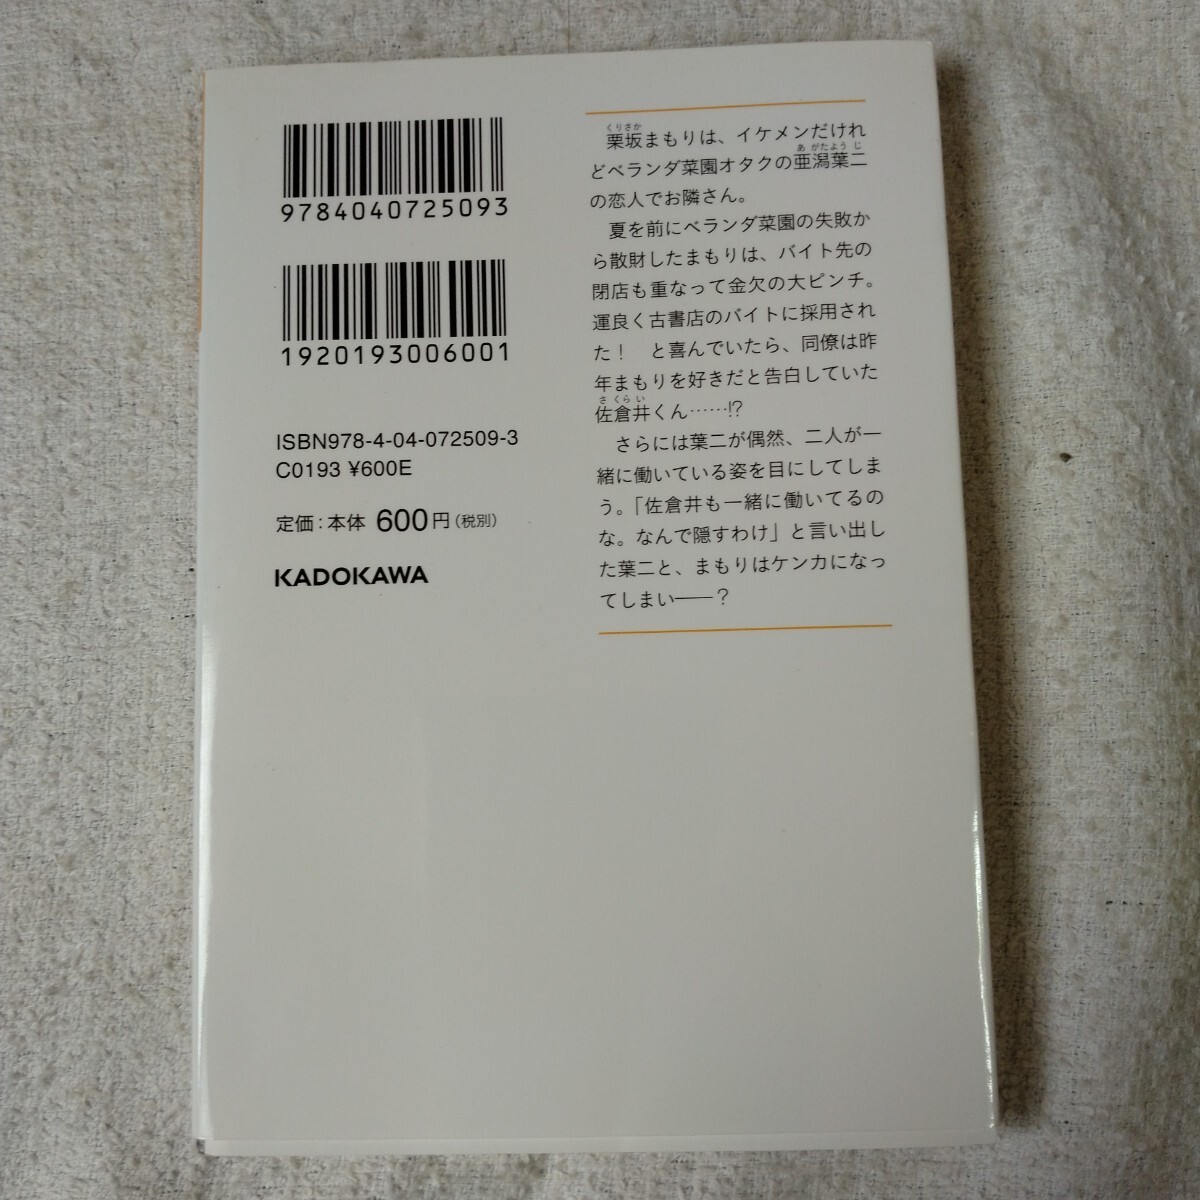 9784040725093
1920193006001
ISBN978-4-04-072509-3
C0193 ¥600E
定価：本体 600円（税別）
KADOKAWA
くりさか
栗坂まもりは、イケメンだけれ
あがたようじ
どベランダ菜園オタクの亜潟葉二
の恋人でお隣さん。
夏を前にベランダ菜園の失敗か
ら散財したまもりは、バイト先の
閉店も重なって金欠の大ピンチ。
運良く古書店のバイトに採用され
た！　と喜んでいたら、同僚は昨
年まもりを好きだと告白していた
さくらい
佐倉井くん……!?
さらには葉二が偶然、二人が一
緒に働いている姿を目にしてしま
う。「佐倉井も一緒に働いてるの
な。なんで隠すわけ」と言い出し
た葉二と、まもりはケンカになっ
てしまい――？